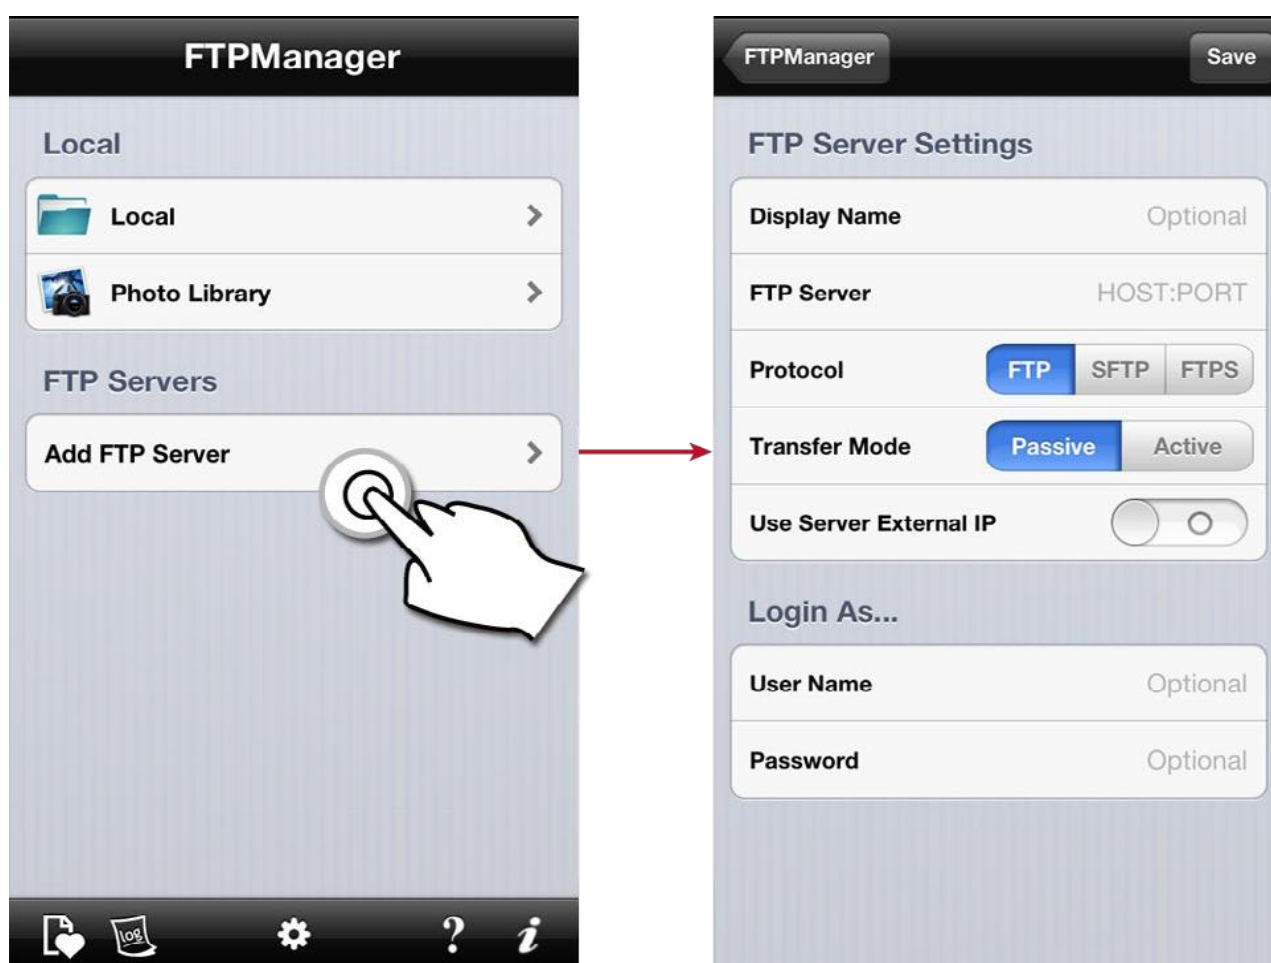 FTPManager
Local
Local
Photo Library
FTP Servers
Add FTP Server
log
? i
FTPManager Save
FTP Server Settings
Display Name Optional
FTP Server HOST:PORT
Protocol FTP SFTP FTPS
Transfer Mode Passive Active
Use Server External IP
Login As...
User Name Optional
Password Optional